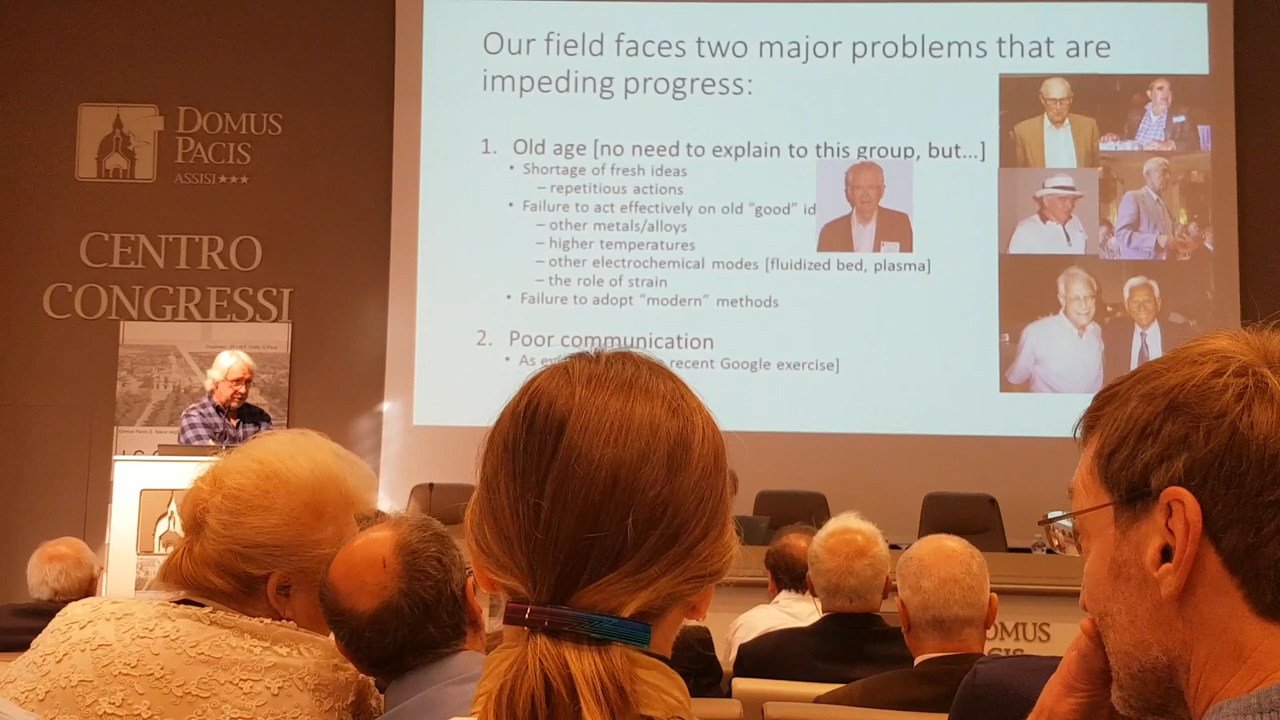 Our field faces two major problems that are
impeding progress:
1. Old age [no need to explain to this group, but...]
• Shortage of fresh ideas
– repetitious actions
• Failure to act effectively on old “good” id
– other metals/alloys
– higher temperatures
– other electrochemical modes [fluidized bed, plasma]
– the role of strain
• Failure to adopt “modern” methods
2. Poor communication
• As recent Google exercise]
DOMUS
PACIS
ASSISI★★★
CENTRO
CONGRESSI
OMUS